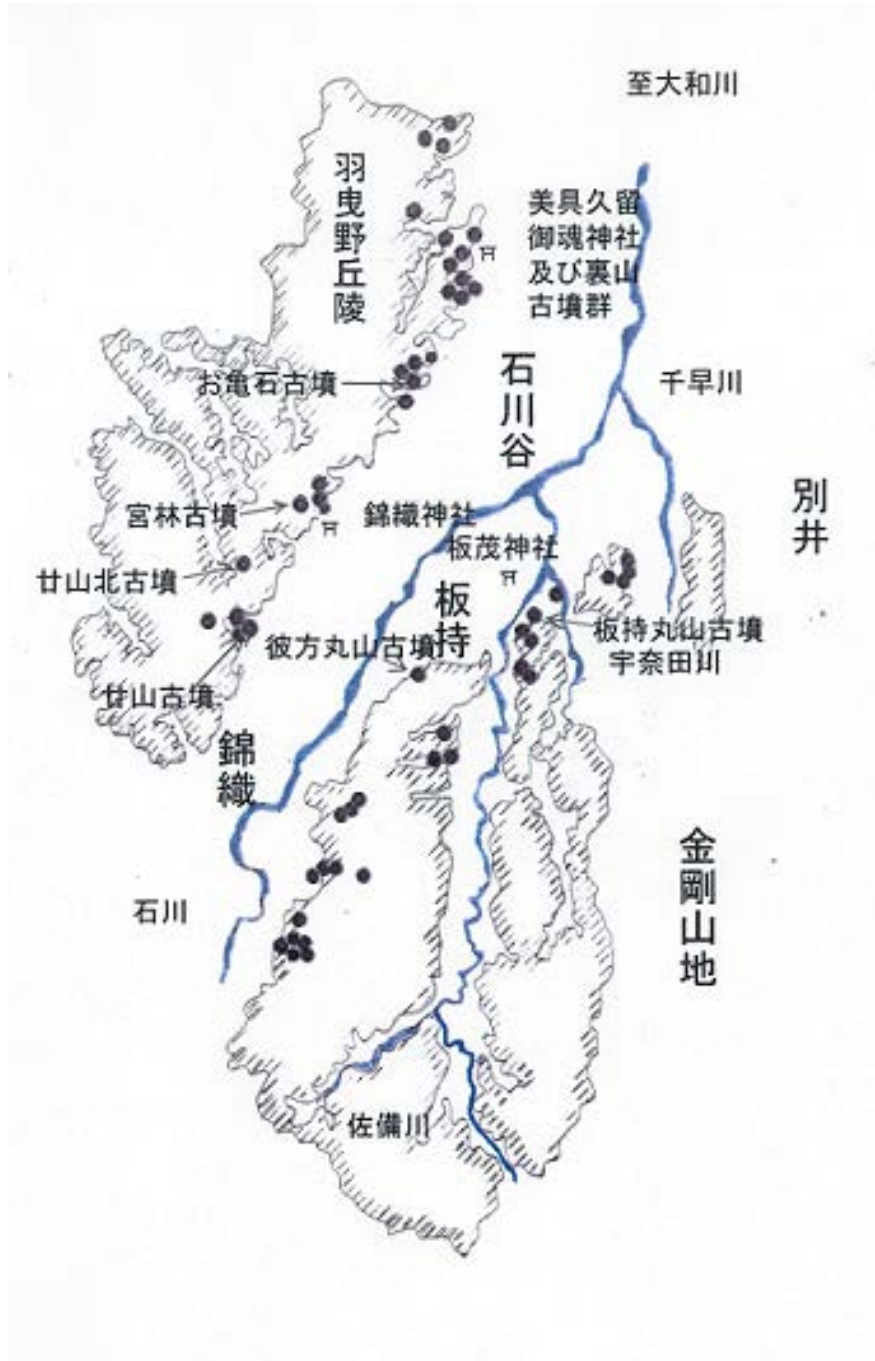 至大和川
羽曳野丘陵
美具久留
御魂神社
及び裏山
古墳群
石川谷
お亀石古墳
千早川
別井
宮林古墳
錦織神社
板茂神社
廿山北古墳
板持
彼方丸山古墳
板持丸山古墳
宇奈田川
廿山古墳
錦織
金剛山地
石川
佐備川